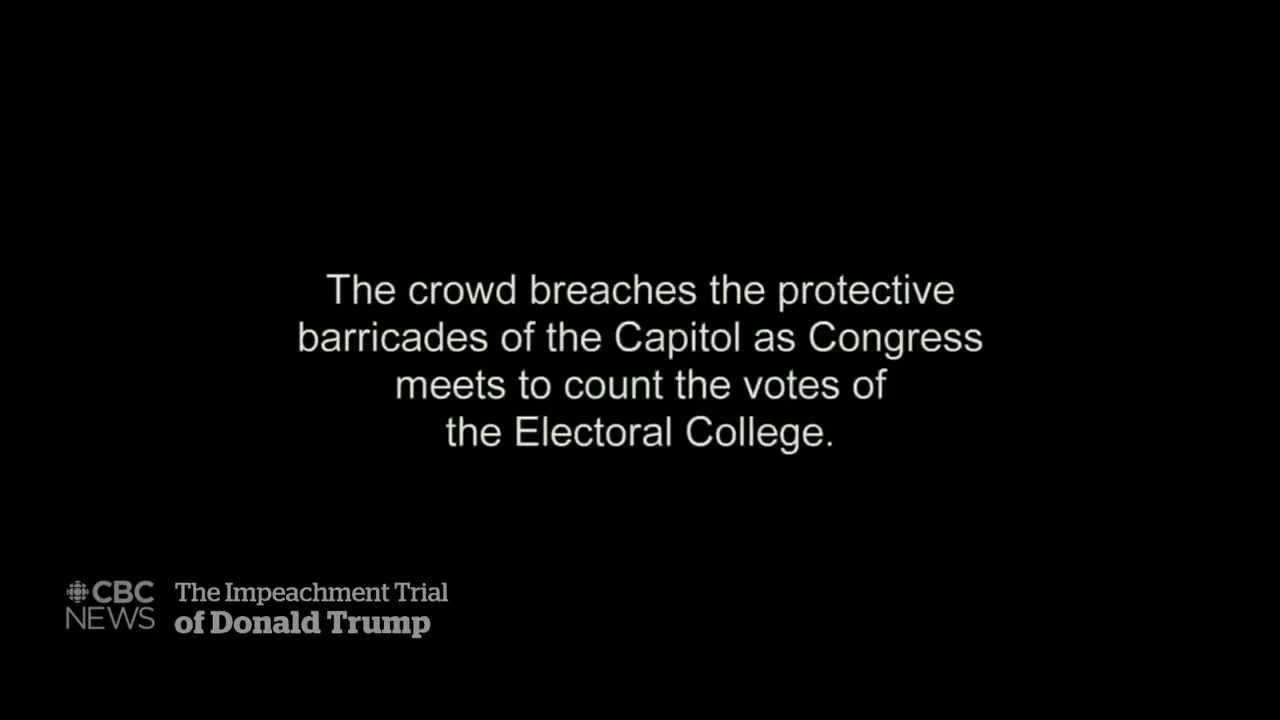 The crowd breaches the protective
barricades of the Capitol as Congress
meets to count the votes of
the Electoral College.
CBC
NEWS
The Impeachment Trial
of Donald Trump